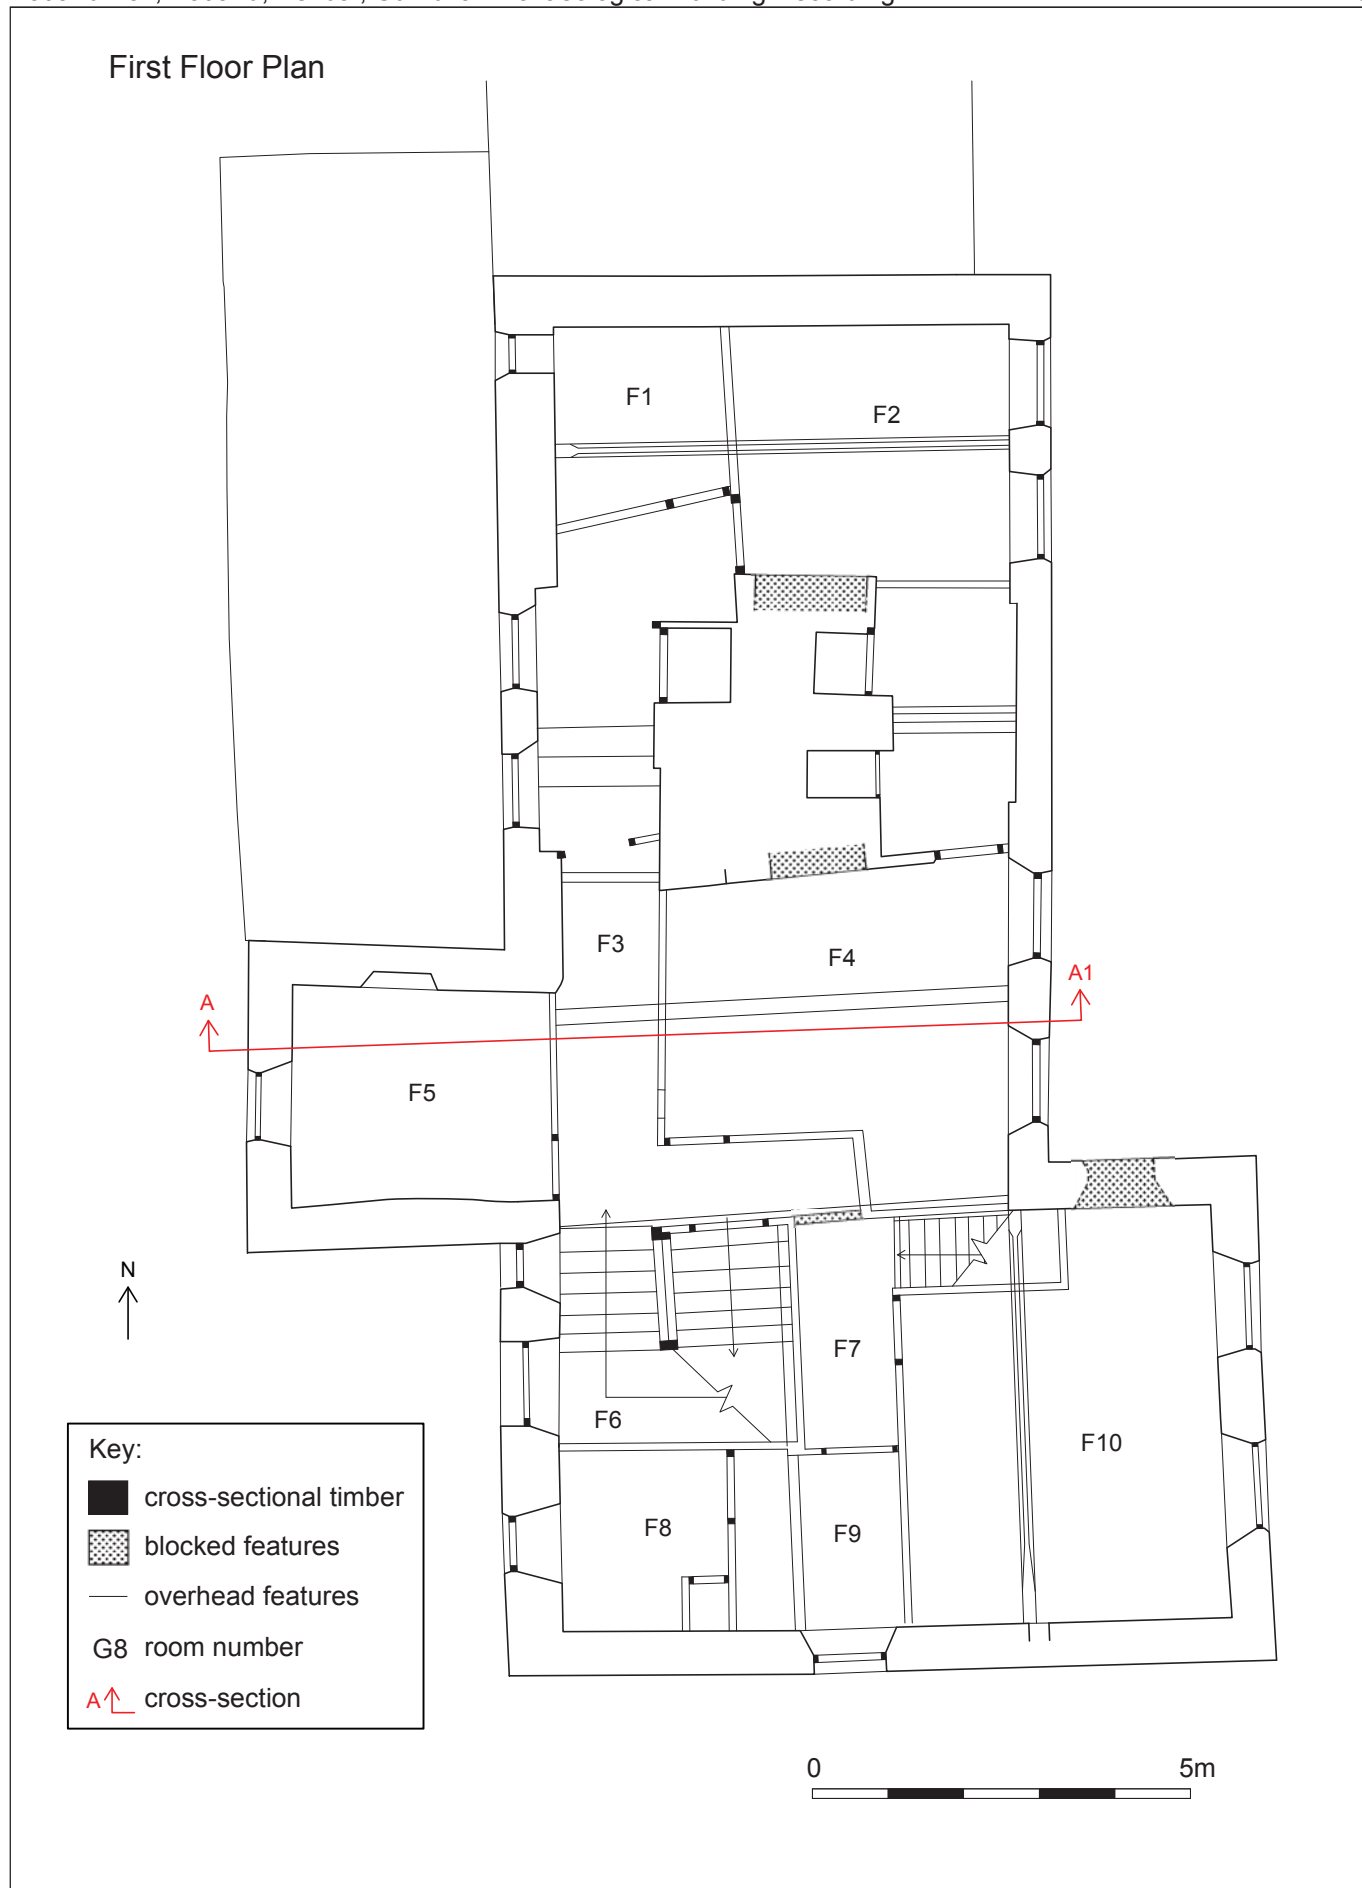 First Floor Plan
F1
F2
F3
F4
A
A1
F5
N
F7
F6
F10
F8
F9
Key:
cross-sectional timber
blocked features
overhead features
G8 room number
A cross-section
0 5m